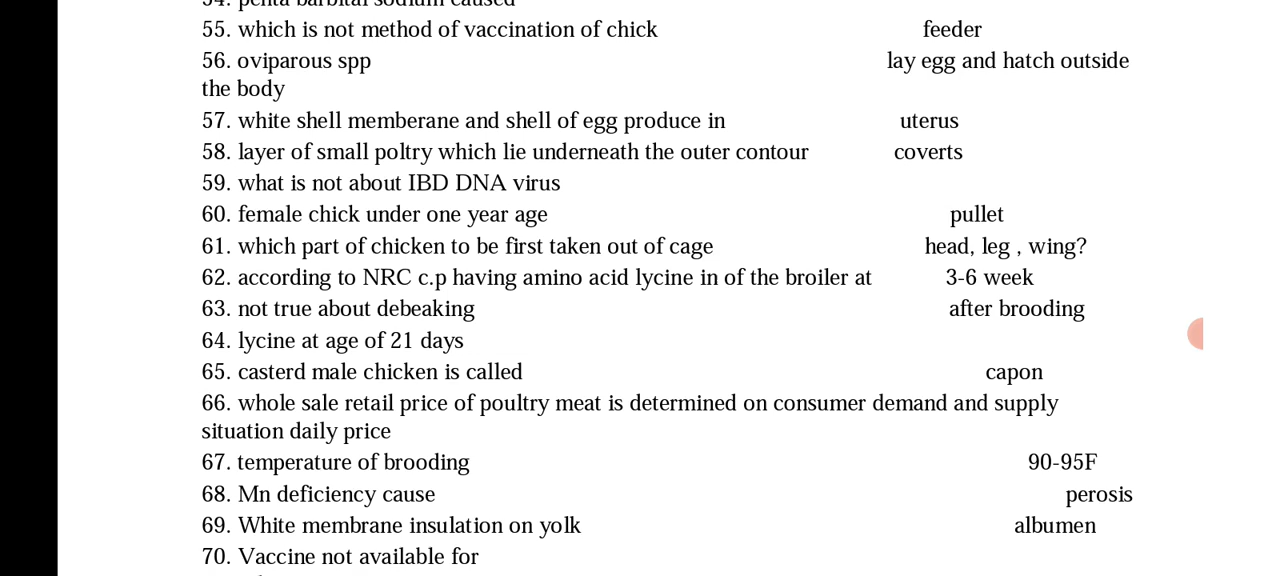 54. penta barbital sodium caused
55. which is not method of vaccination of chick feeder
56. oviparous spp lay egg and hatch outside
the body
57. white shell memberane and shell of egg produce in uterus
58. layer of small poltry which lie underneath the outer contour coverts
59. what is not about IBD DNA virus
60. female chick under one year age pullet
61. which part of chicken to be first taken out of cage head, leg , wing?
62. according to NRC c.p having amino acid lycine in of the broiler at 3-6 week
63. not true about debeaking after brooding
64. lycine at age of 21 days
65. casterd male chicken is called capon
66. whole sale retail price of poultry meat is determined on consumer demand and supply
situation daily price
67. temperature of brooding 90-95F
68. Mn deficiency cause perosis
69. White membrane insulation on yolk albumen
70. Vaccine not available for